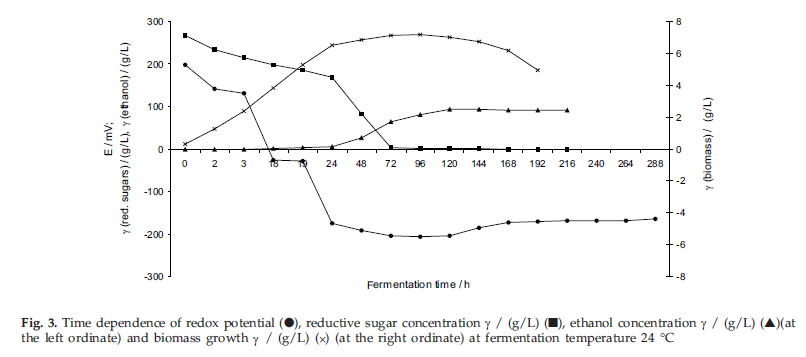 300
200
100
0
-100
-200
-300
E / mV;
γ (red. sugars) / (g/L), γ (ethanol) / (g/L)
8
6
4
2
0
-2
-4
-6
-8
γ (biomass) / (g/L)
0 2 3 18 19 24 48 72 96 120 144 168 192 216 240 264 288
Fermentation time / h
Fig. 3. Time dependence of redox potential (●), reductive sugar concentration γ / (g/L) (■), ethanol concentration γ / (g/L) (▲)(at
the left ordinate) and biomass growth γ / (g/L) (×) (at the right ordinate) at fermentation temperature 24 °C